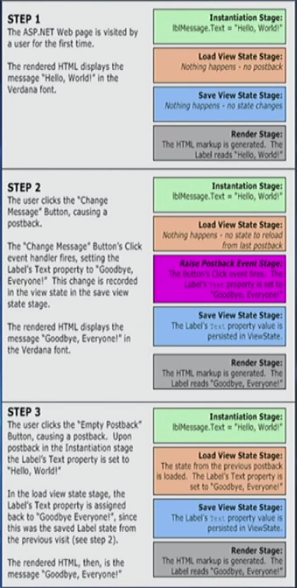 STEP 1
The ASP.NET Web page is visited by
a user for the first time.
The rendered HTML displays the
message "Hello, World!" in the
Verdana font.
Instantiation Stage:
lblMessage.Text = "Hello, World!"
Load View State Stage:
Nothing happens - no postback
Save View State Stage:
Nothing happens - no state changes
Render Stage:
The HTML markup is generated. The
Label reads "Hello, World!"
STEP 2
The user clicks the "Change
Message" Button, causing a
postback.
The "Change Message" Button's Click
event handler fires, setting the
Label's Text property to "Goodbye,
Everyone!" This change is recorded
in the view state in the save view
state stage.
The rendered HTML displays the
message "Goodbye, Everyone!" in
the Verdana font.
Instantiation Stage:
lblMessage.Text = "Hello, World!"
Load View State Stage:
Nothing happens - no state to reload
from last postback
Raise Postback Event Stage:
The Button's Click event fires. The
Label's Text property is set to
"Goodbye, Everyone!"
Save View State Stage:
The Label's Text property value is
persisted in ViewState.
Render Stage:
The HTML markup is generated. The
Label reads "Goodbye, Everyone!"
STEP 3
The user clicks the "Empty Postback"
Button, causing a postback. Upon
postback in the Instantiation stage
the Label's Text property is set to
"Hello, World!"
In the load view state stage, the
Label's Text property is assigned
back to "Goodbye Everyone!", since
this was the saved Label state from
the previous visit (see step 2).
The rendered HTML, then, is the
message "Goodbye, Everyone!"
Instantiation Stage:
lblMessage.Text = "Hello, World!"
Load View State Stage:
The state from the previous postback
is loaded. The Label's Text property is
set to "Goodbye, Everyone!"
Save View State Stage:
The Label's Text property value is
persisted in ViewState.
Render Stage:
The HTML markup is generated. The
Label reads "Goodbye, Everyone!"